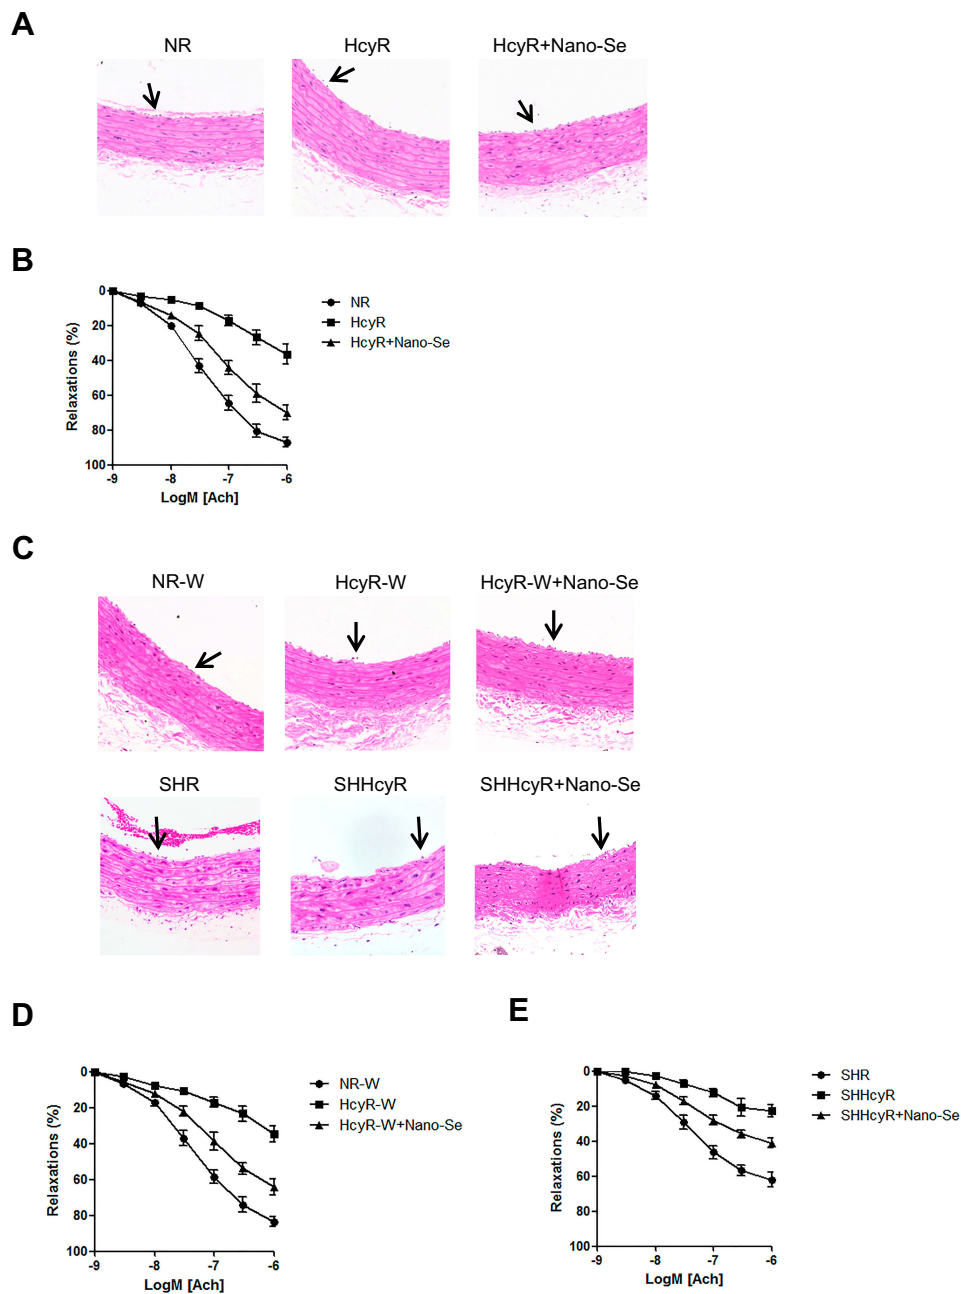 A
NR HcyR HcyR+Nano-Se
B
0
20
40
60
80
100
Relaxations (%)
-9 -8 -7 -6
LogM [Ach]
NR
HcyR
HcyR+Nano-Se
C
NR-W HcyR-W HcyR-W+Nano-Se
SHR SHHcyR SHHcyR+Nano-Se
D
0
20
40
60
80
100
Relaxations (%)
-9 -8 -7 -6
LogM [Ach]
NR-W
HcyR-W
HcyR-W+Nano-Se
E
0
20
40
60
80
100
Relaxations (%)
-9 -8 -7 -6
LogM [Ach]
SHR
SHHcyR
SHHcyR+Nano-Se